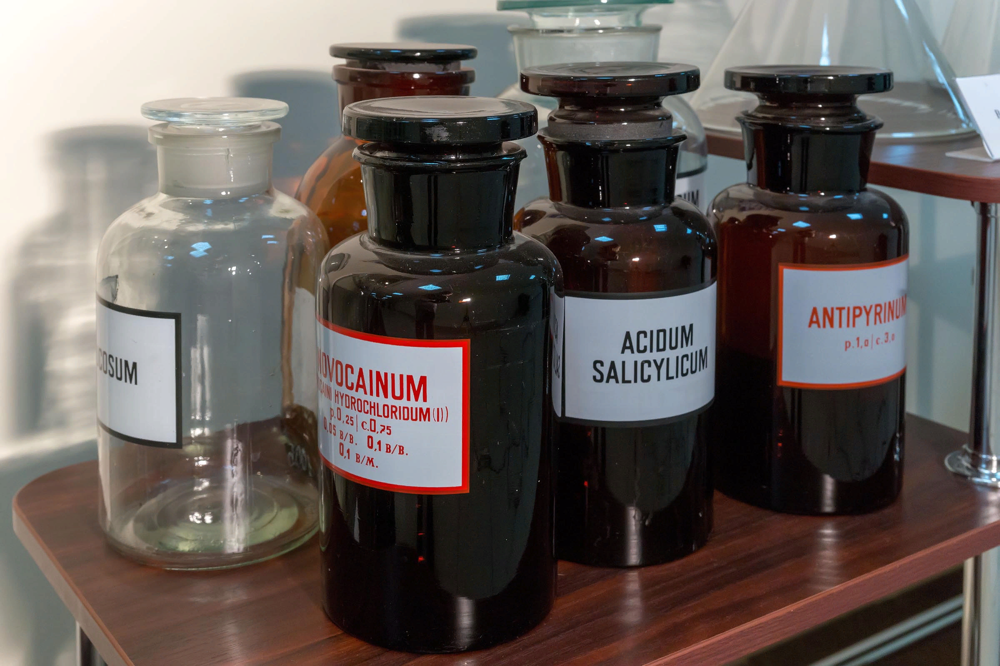 COSUM
NOVOCAINUM
CAINI HYDROCHLORIDUM(I))
p.0,25|c.0,75
0,05 В/В. 0,1 В/В.
0,1 В/М.
ACIDUM
SALICYLICUM
ANTIPYRINUM
p.1,0|c.3,0